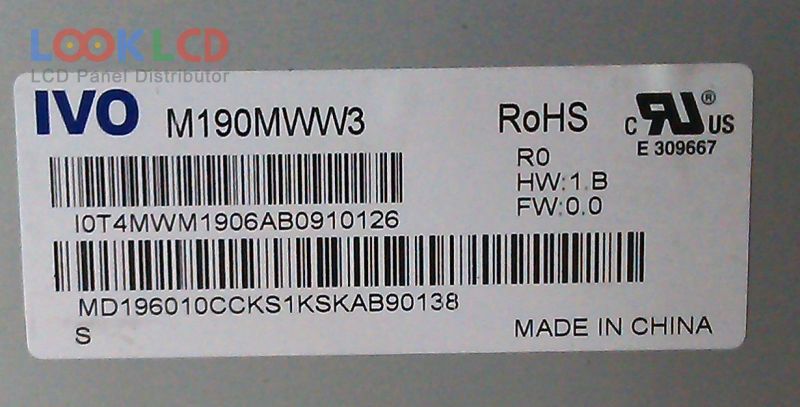 LOOKLCD
LCD Panel Distributor
IVO M190MWW3 RoHS c RU ® US
E 309667
R0
HW:1.B
FW:0.0
I0T4MWM1906AB0910126
MD196010CCKS1KSKAB90138
S
MADE IN CHINA